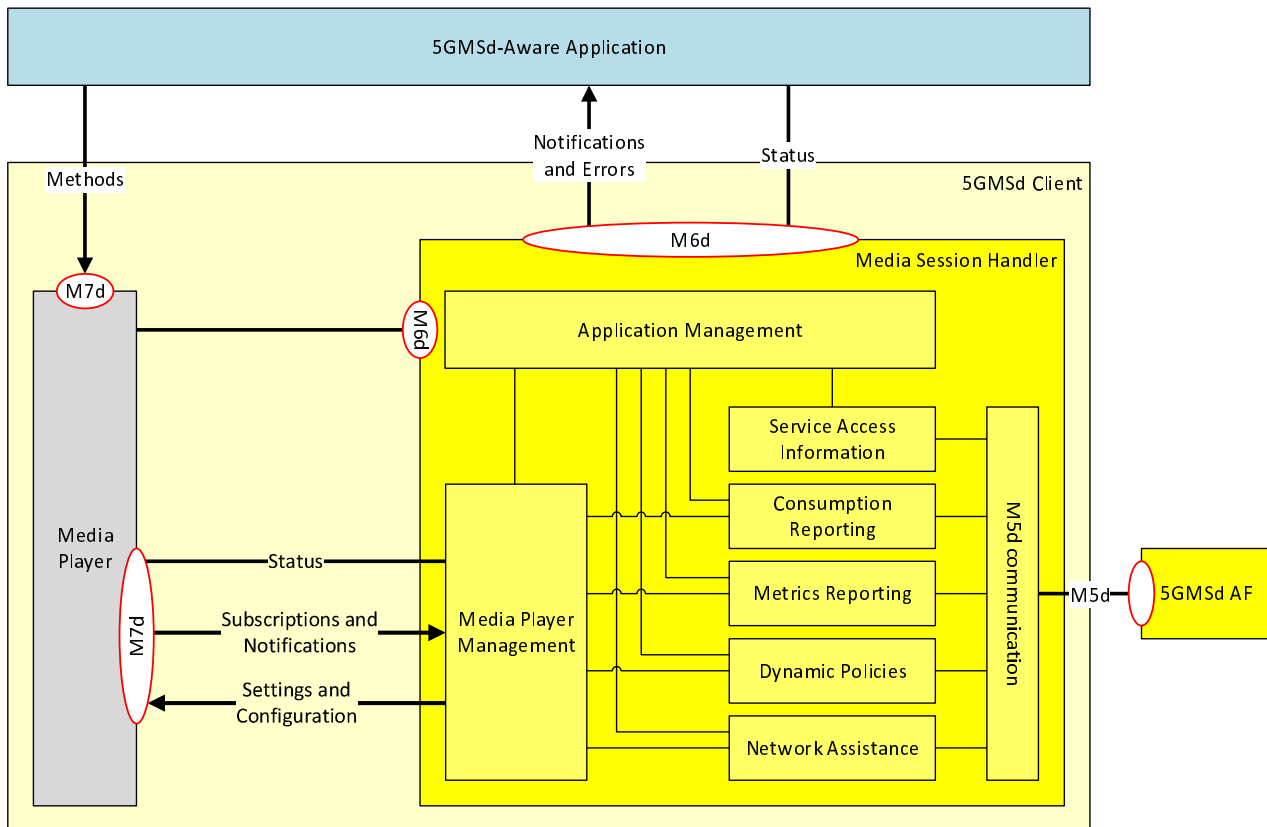 5GMSd-Aware Application
Notifications
and Errors
Status
Methods
5GMSd Client
M6d
Media Session Handler
M7d
M6d
Application Management
Service Access
Information
Consumption
Reporting
Media
Player
Status
M5d communication
Metrics Reporting
M5d
5GMSd AF
M7d
Subscriptions and
Notifications
Media Player
Management
Dynamic Policies
Settings and
Configuration
Network Assistance